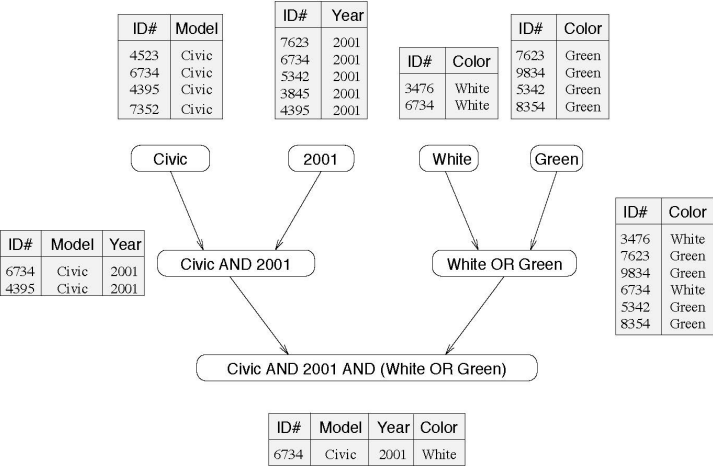 ID# Model
4523 Civic
6734 Civic
4395 Civic
7352 Civic
ID# Year
7623 2001
6734 2001
5342 2001
3845 2001
4395 2001
ID# Color
3476 White
6734 White
ID# Color
7623 Green
9834 Green
5342 Green
8354 Green
Civic
2001
White
Green
ID# Model Year
6734 Civic 2001
4395 Civic 2001
Civic AND 2001
White OR Green
ID# Color
3476 White
7623 Green
9834 Green
6734 White
5342 Green
8354 Green
Civic AND 2001 AND (White OR Green)
ID# Model Year Color
6734 Civic 2001 White